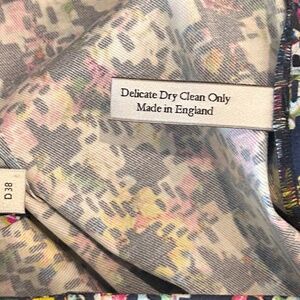 Delicate Dry Clean Only
Made in England
D 38